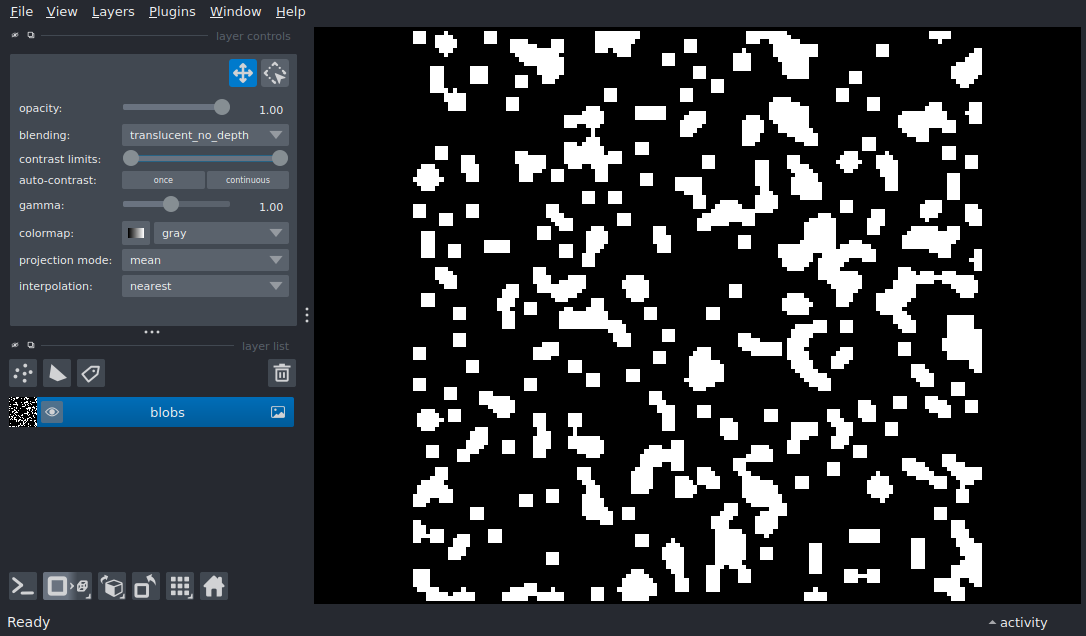 File View Layers Plugins Window Help
layer controls
opacity: 1.00
blending: translucent_no_depth
contrast limits:
auto-contrast: once continuous
gamma: 1.00
colormap: gray
projection mode: mean
interpolation: nearest
layer list
blobs
Ready activity